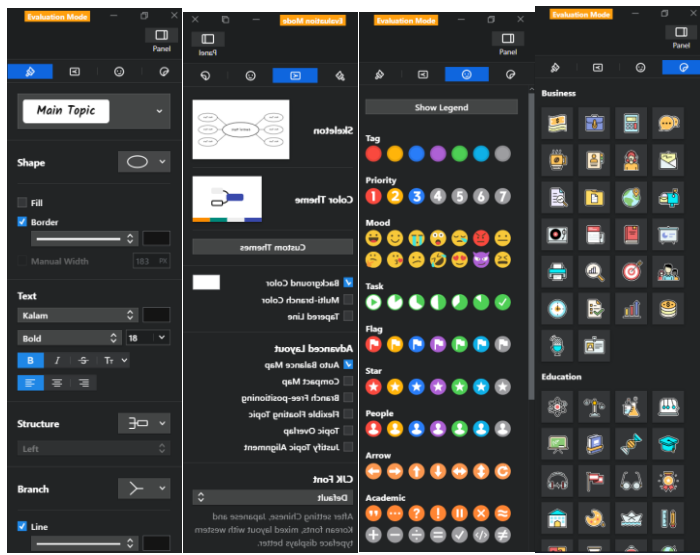 Evaluation Mode
Panel
Main Topic
Shape
Fill
Border
Manual Width
183 PX
Text
Kalam
Bold
18
B I S Tт
Structure
Left
Branch
Line
Evaluation Mode
Panel
Skeleton
Color Theme
Custom Themes
Background Color
Multi-branch Color
Tapered Line
Advanced Layout
Auto Balance Map
Compact Map
Branch Free-positioning
Flexible Floating Topic
Topic Overlap
Justify Topic Alignment
CJK Font
Default
After setting Chinese, Japanese and
Korean fonts, mixed layout with western
typeface displays better.
Evaluation Mode
Panel
Show Legend
Tag
Priority
1 2 3 4 5 6 7
Mood
Task
Flag
Star
People
Arrow
Academic
Evaluation Mode
Panel
Business
Education